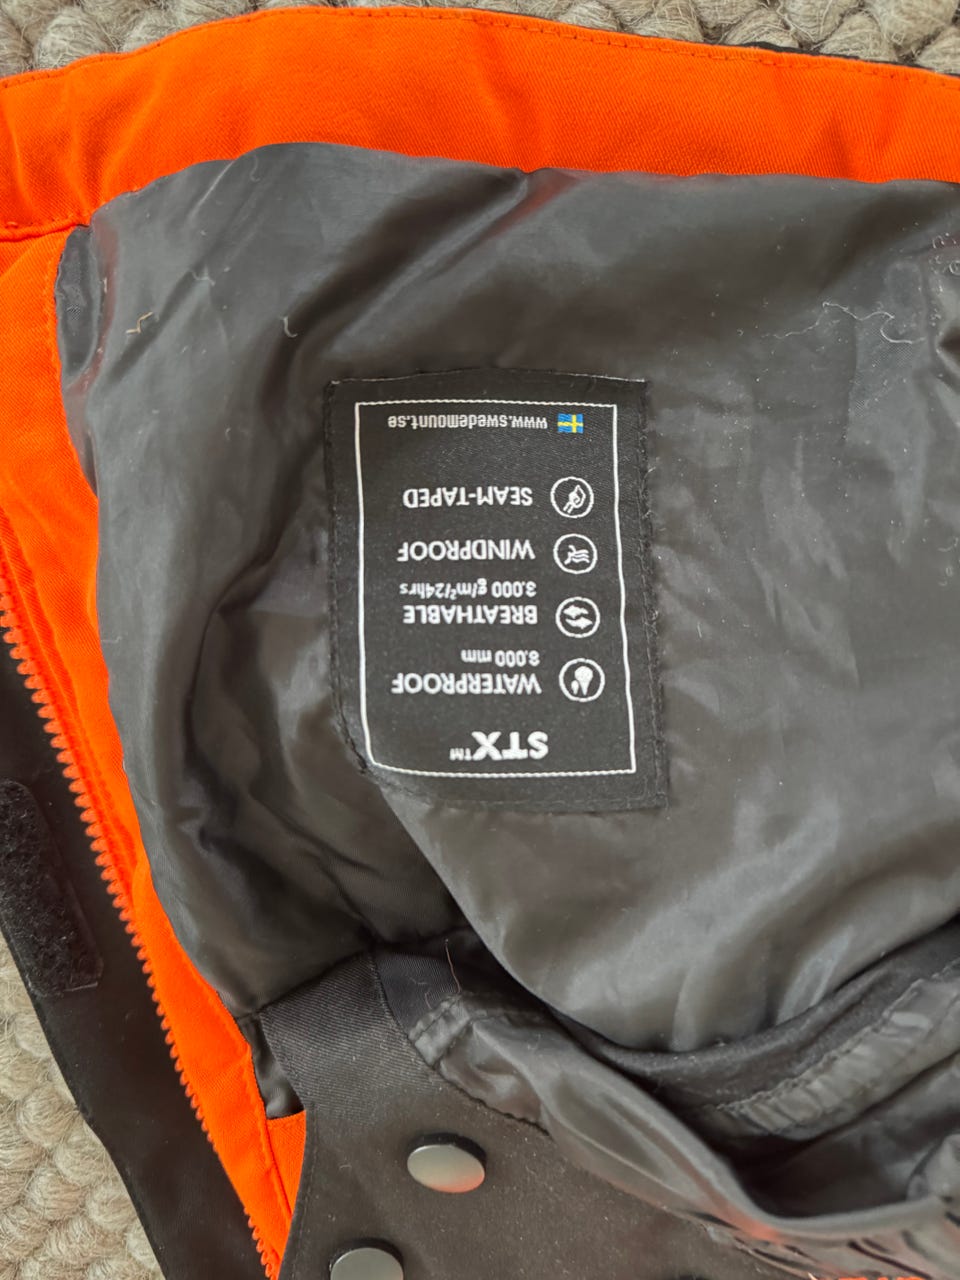 STX™
WATERPROOF
8.000 mm
BREATHABLE
3.000 g/m²/24hrs
WINDPROOF
SEAM-TAPED
www.swedemount.se